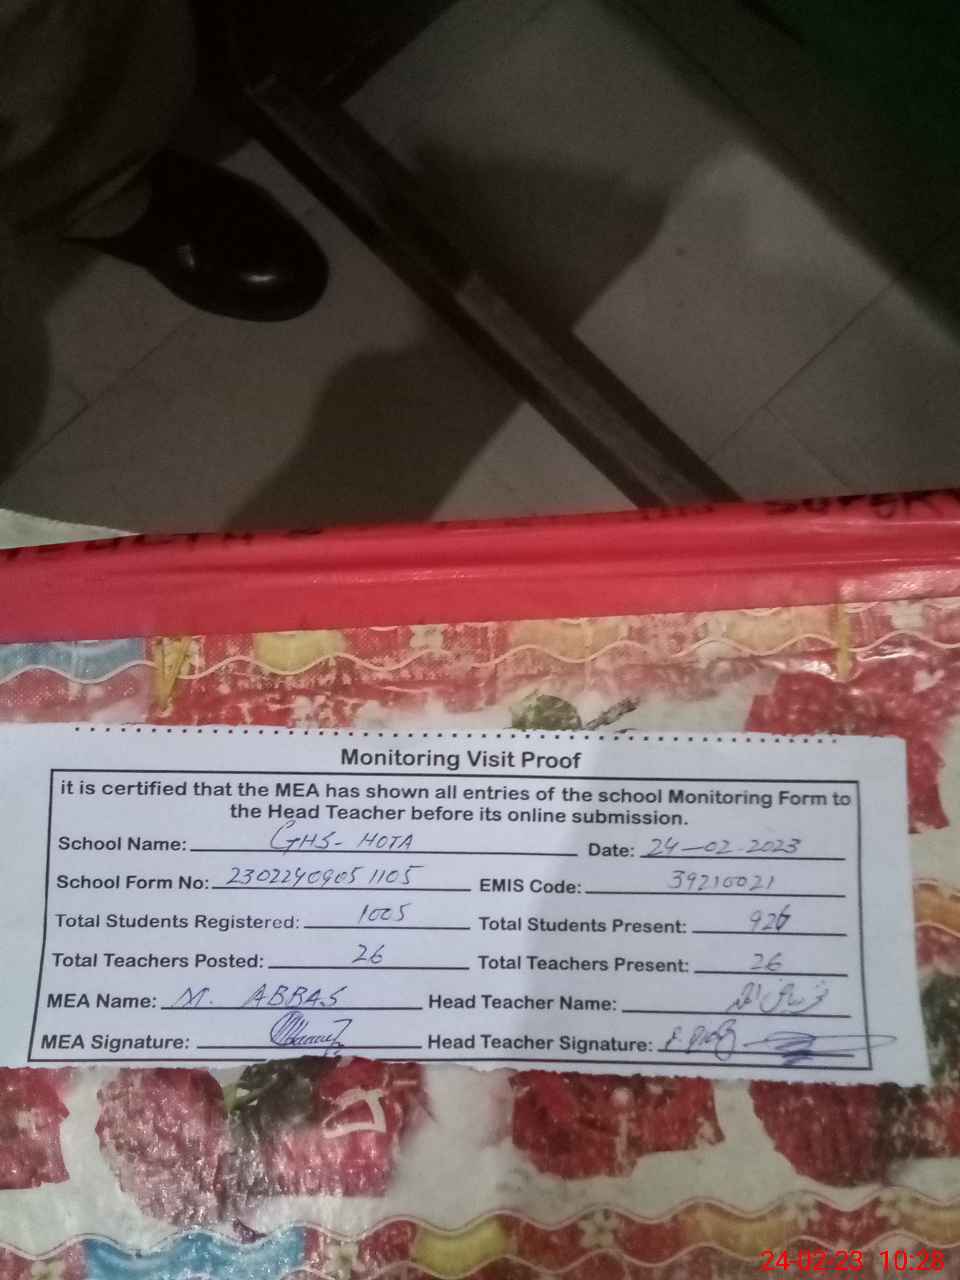 Monitoring Visit Proof
it is certified that the MEA has shown all entries of the school Monitoring Form to
the Head Teacher before its online submission.
School Name: GHS- HOTA Date: 24-02-2023
School Form No: 23022409051105 EMIS Code: 39210021
Total Students Registered: 1005 Total Students Present: 926
Total Teachers Posted: 26 Total Teachers Present: 26
MEA Name: M. ABBAS Head Teacher Name:
MEA Signature: Head Teacher Signature:
24-02-23 10:28